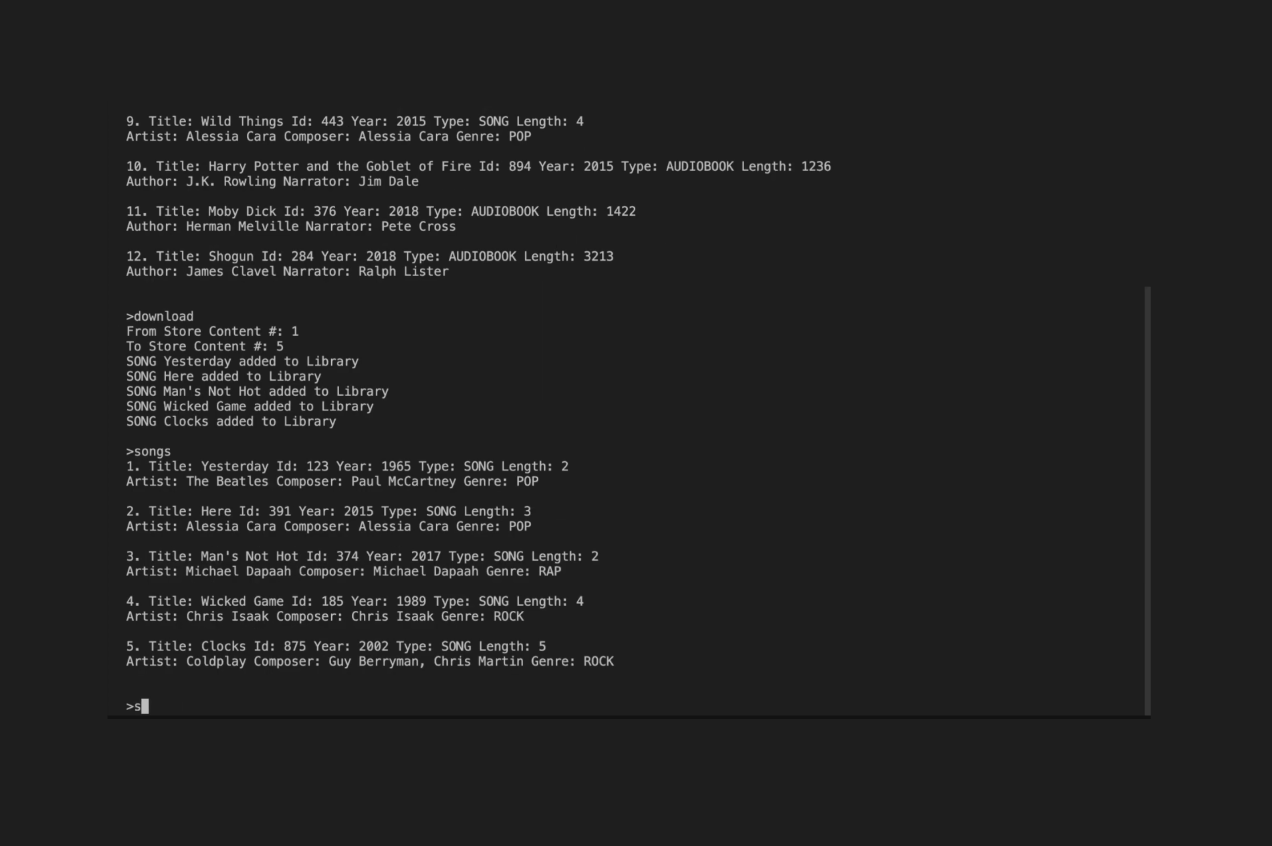 9. Title: Wild Things Id: 443 Year: 2015 Type: SONG Length: 4
Artist: Alessia Cara Composer: Alessia Cara Genre: POP
10. Title: Harry Potter and the Goblet of Fire Id: 894 Year: 2015 Type: AUDIOBOOK Length: 1236
Author: J.K. Rowling Narrator: Jim Dale
11. Title: Moby Dick Id: 376 Year: 2018 Type: AUDIOBOOK Length: 1422
Author: Herman Melville Narrator: Pete Cross
12. Title: Shogun Id: 284 Year: 2018 Type: AUDIOBOOK Length: 3213
Author: James Clavel Narrator: Ralph Lister
>download
From Store Content #: 1
To Store Content #: 5
SONG Yesterday added to Library
SONG Here added to Library
SONG Man's Not Hot added to Library
SONG Wicked Game added to Library
SONG Clocks added to Library
>songs
1. Title: Yesterday Id: 123 Year: 1965 Type: SONG Length: 2
Artist: The Beatles Composer: Paul McCartney Genre: POP
2. Title: Here Id: 391 Year: 2015 Type: SONG Length: 3
Artist: Alessia Cara Composer: Alessia Cara Genre: POP
3. Title: Man's Not Hot Id: 374 Year: 2017 Type: SONG Length: 2
Artist: Michael Dapaah Composer: Michael Dapaah Genre: RAP
4. Title: Wicked Game Id: 185 Year: 1989 Type: SONG Length: 4
Artist: Chris Isaak Composer: Chris Isaak Genre: ROCK
5. Title: Clocks Id: 875 Year: 2002 Type: SONG Length: 5
Artist: Coldplay Composer: Guy Berryman, Chris Martin Genre: ROCK
>s